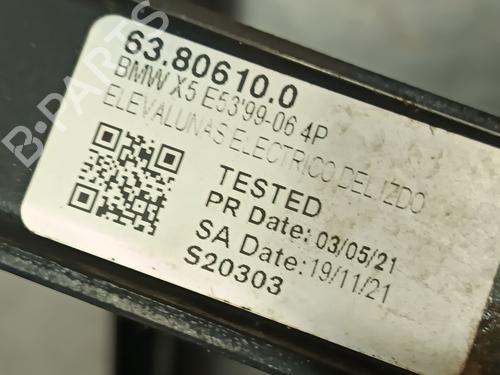 63.80610.0
BMW X5 E53'99-06 4P
ELEVALUNAS ELECTRICO DEL IZDO
TESTED
PR Date: 03/05/21
SA Date: 19/11/21
S20303
B-PARTS